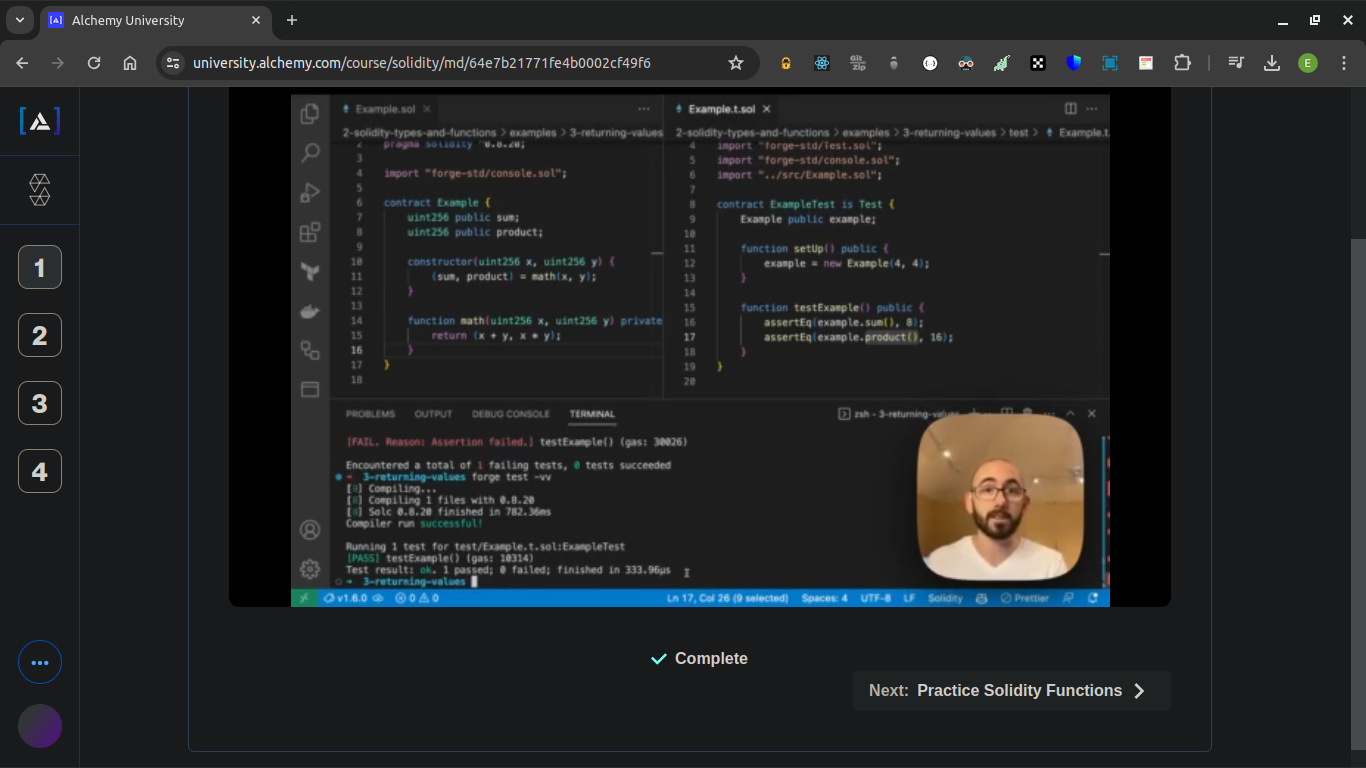 Alchemy University
university.alchemy.com/course/solidity/md/64e7b21771fe4b0002cf49f6
Git
Zip
E
1
2
3
4
Example.sol
2-solidity-types-and-functions > examples > 3-returning-values
2 pragma solidity ^0.8.20;
3
4 import "forge-std/console.sol";
5
6 contract Example {
7 uint256 public sum;
8 uint256 public product;
9
10 constructor(uint256 x, uint256 y) {
11 (sum, product) = math(x, y);
12 }
13
14 function math(uint256 x, uint256 y) private
15 return (x + y, x * y);
16 }
17 }
18
Example.t.sol
2-solidity-types-and-functions > examples > 3-returning-values > test > Example.t.
4 import "forge-std/Test.sol";
5 import "forge-std/console.sol";
6 import "../src/Example.sol";
7
8 contract ExampleTest is Test {
9 Example public example;
10
11 function setUp() public {
12 example = new Example(4, 4);
13 }
14
15 function testExample() public {
16 assertEq(example.sum(), 8);
17 assertEq(example.product(), 16);
18 }
19 }
20
PROBLEMS OUTPUT DEBUG CONSOLE TERMINAL zsh - 3-returning-values
[FAIL. Reason: Assertion failed.] testExample() (gas: 30026)
Encountered a total of 1 failing tests, 0 tests succeeded
3-returning-values forge test -vv
Compiling...
Compiling 1 files with 0.8.20
Solc 0.8.20 finished in 782.36ms
Compiler run successful!
Running 1 test for test/Example.t.sol:ExampleTest
[PASS] testExample() (gas: 10314)
Test result: ok. 1 passed; 0 failed; finished in 333.96µs
3-returning-values
v1.6.0 0 0 Ln 17, Col 26 (9 selected) Spaces: 4 UTF-8 LF Solidity Prettier
Complete
Next: Practice Solidity Functions